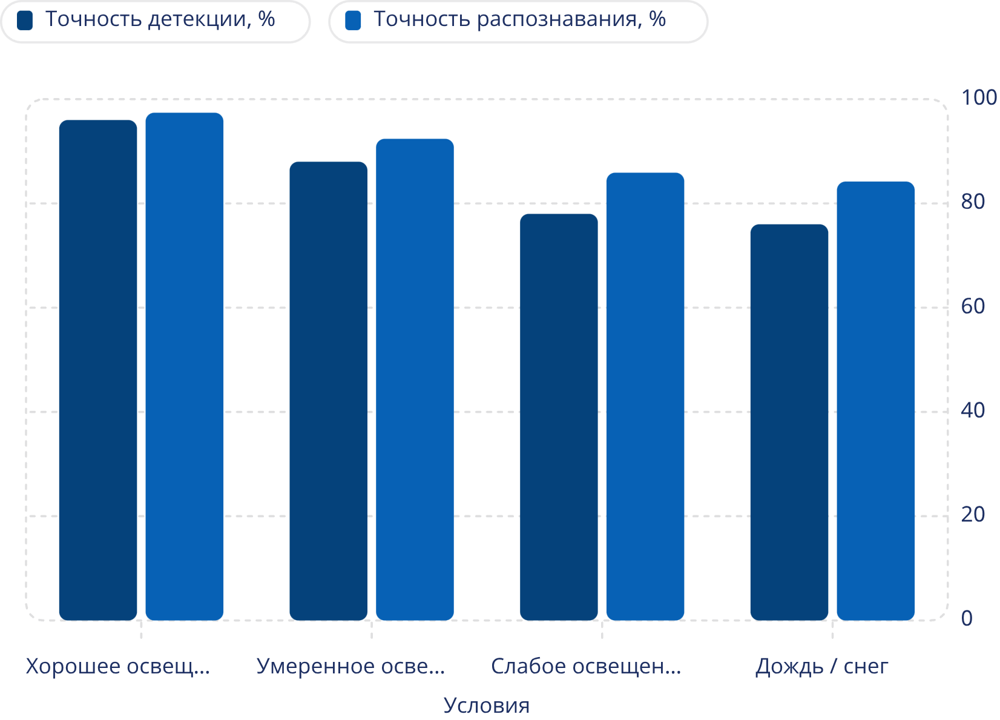 Точность детекции, %
Точность распознавания, %
100
80
60
40
20
0
Хорошее освещ...
Умеренное осве...
Слабое освещен...
Дождь / снег
Условия